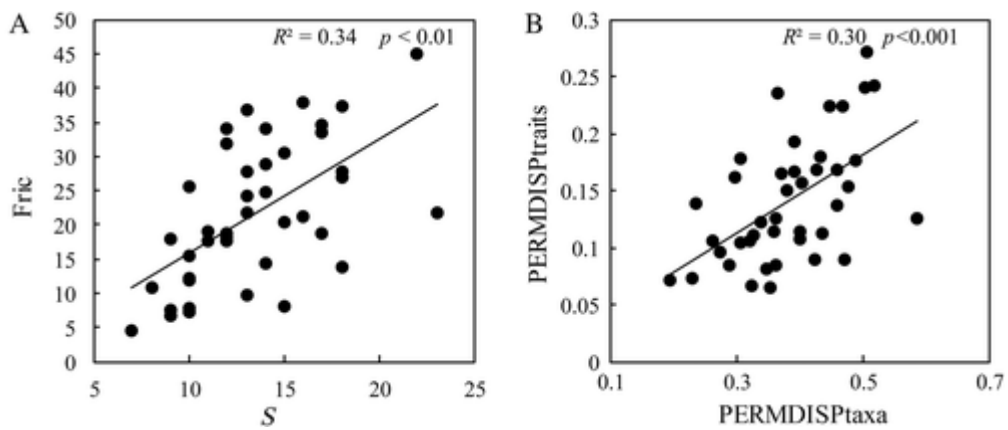 A
R² = 0.34 p < 0.01
50
45
40
35
30
25
20
15
10
5
0
Fric
5 10 15 20 25
S
B
R² = 0.30 p<0.001
0.3
0.25
0.2
0.15
0.1
0.05
0
PERMDISPtraits
0.1 0.3 0.5 0.7
PERMDISPtaxa